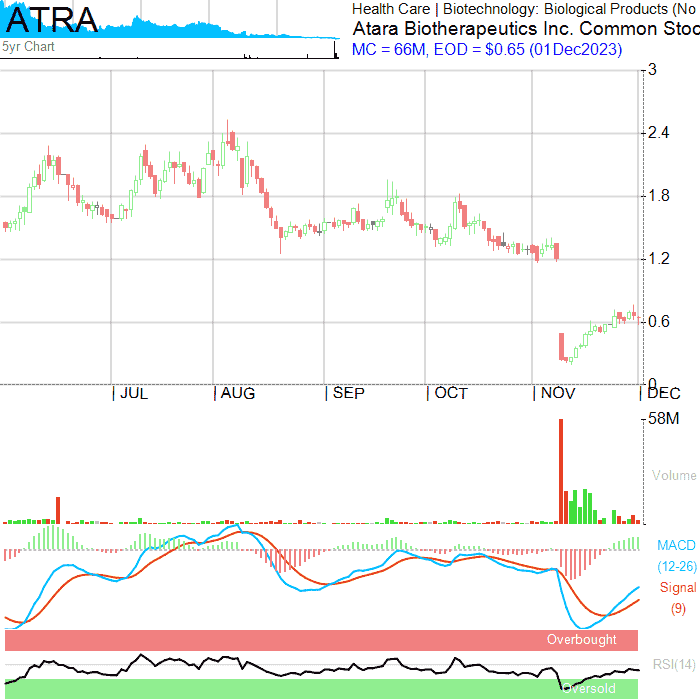 ATRA
Health Care | Biotechnology: Biological Products (No
Atara Biotherapeutics Inc. Common Stoc
5yr Chart
MC = 66M, EOD = $0.65 (01Dec2023)
3
2.4
1.8
1.2
0.6
0
JUL AUG SEP OCT NOV DEC
58M
Volume
MACD
(12-26)
Signal
(9)
Overbought
RSI(14)
Oversold